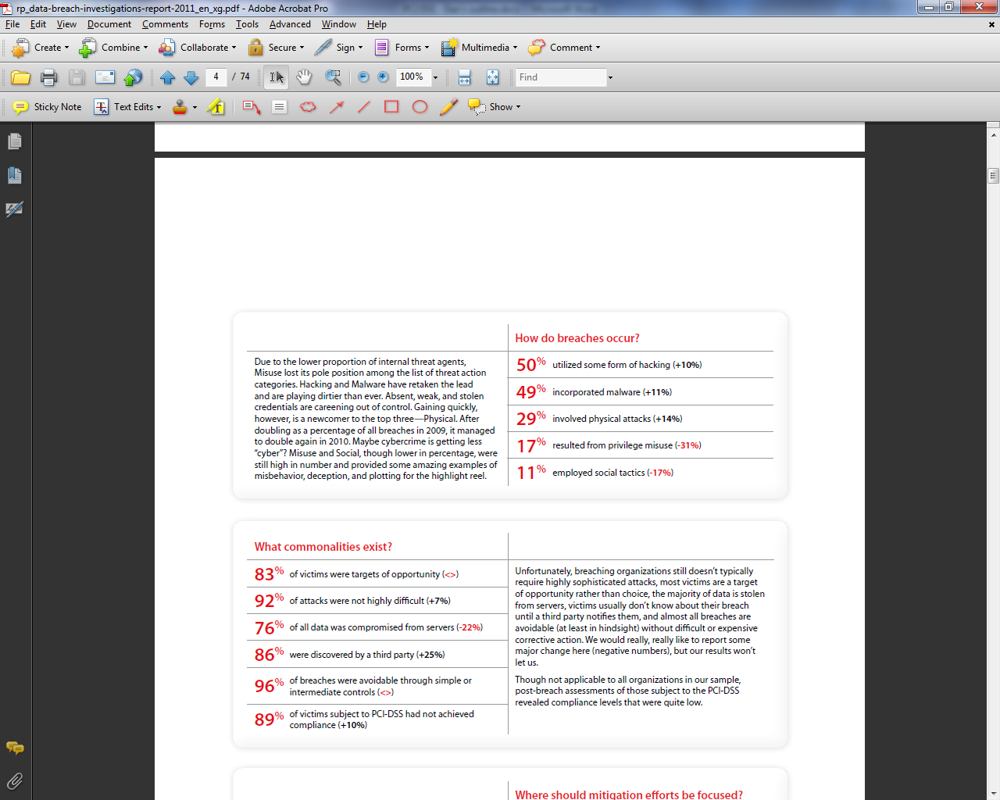 rp_data-breach-investigations-report-2011_en_xg.pdf - Adobe Acrobat Pro
File Edit View Document Comments Forms Tools Advanced Window Help
Create Combine Collaborate Secure Sign Forms Multimedia Comment
4 / 74 100% Find
Sticky Note Text Edits Show
How do breaches occur?
Due to the lower proportion of internal threat agents,
Misuse lost its pole position among the list of threat action
categories. Hacking and Malware have retaken the lead
and are playing dirtier than ever. Absent, weak, and stolen
credentials are careening out of control. Gaining quickly,
however, is a newcomer to the top three—Physical. After
doubling as a percentage of all breaches in 2009, it managed
to double again in 2010. Maybe cybercrime is getting less
“cyber”? Misuse and Social, though lower in percentage, were
still high in number and provided some amazing examples of
misbehavior, deception, and plotting for the highlight reel.
50% utilized some form of hacking (+10%)
49% incorporated malware (+11%)
29% involved physical attacks (+14%)
17% resulted from privilege misuse (-31%)
11% employed social tactics (-17%)
What commonalities exist?
83% of victims were targets of opportunity (<>)
92% of attacks were not highly difficult (+7%)
76% of all data was compromised from servers (-22%)
86% were discovered by a third party (+25%)
96% of breaches were avoidable through simple or
intermediate controls (<>)
89% of victims subject to PCI-DSS had not achieved
compliance (+10%)
Unfortunately, breaching organizations still doesn’t typically
require highly sophisticated attacks, most victims are a target
of opportunity rather than choice, the majority of data is stolen
from servers, victims usually don’t know about their breach
until a third party notifies them, and almost all breaches are
avoidable (at least in hindsight) without difficult or expensive
corrective action. We would really, really like to report some
major change here (negative numbers), but our results won’t
let us.
Though not applicable to all organizations in our sample,
post-breach assessments of those subject to the PCI-DSS
revealed compliance levels that were quite low.
Where should mitigation efforts be focused?